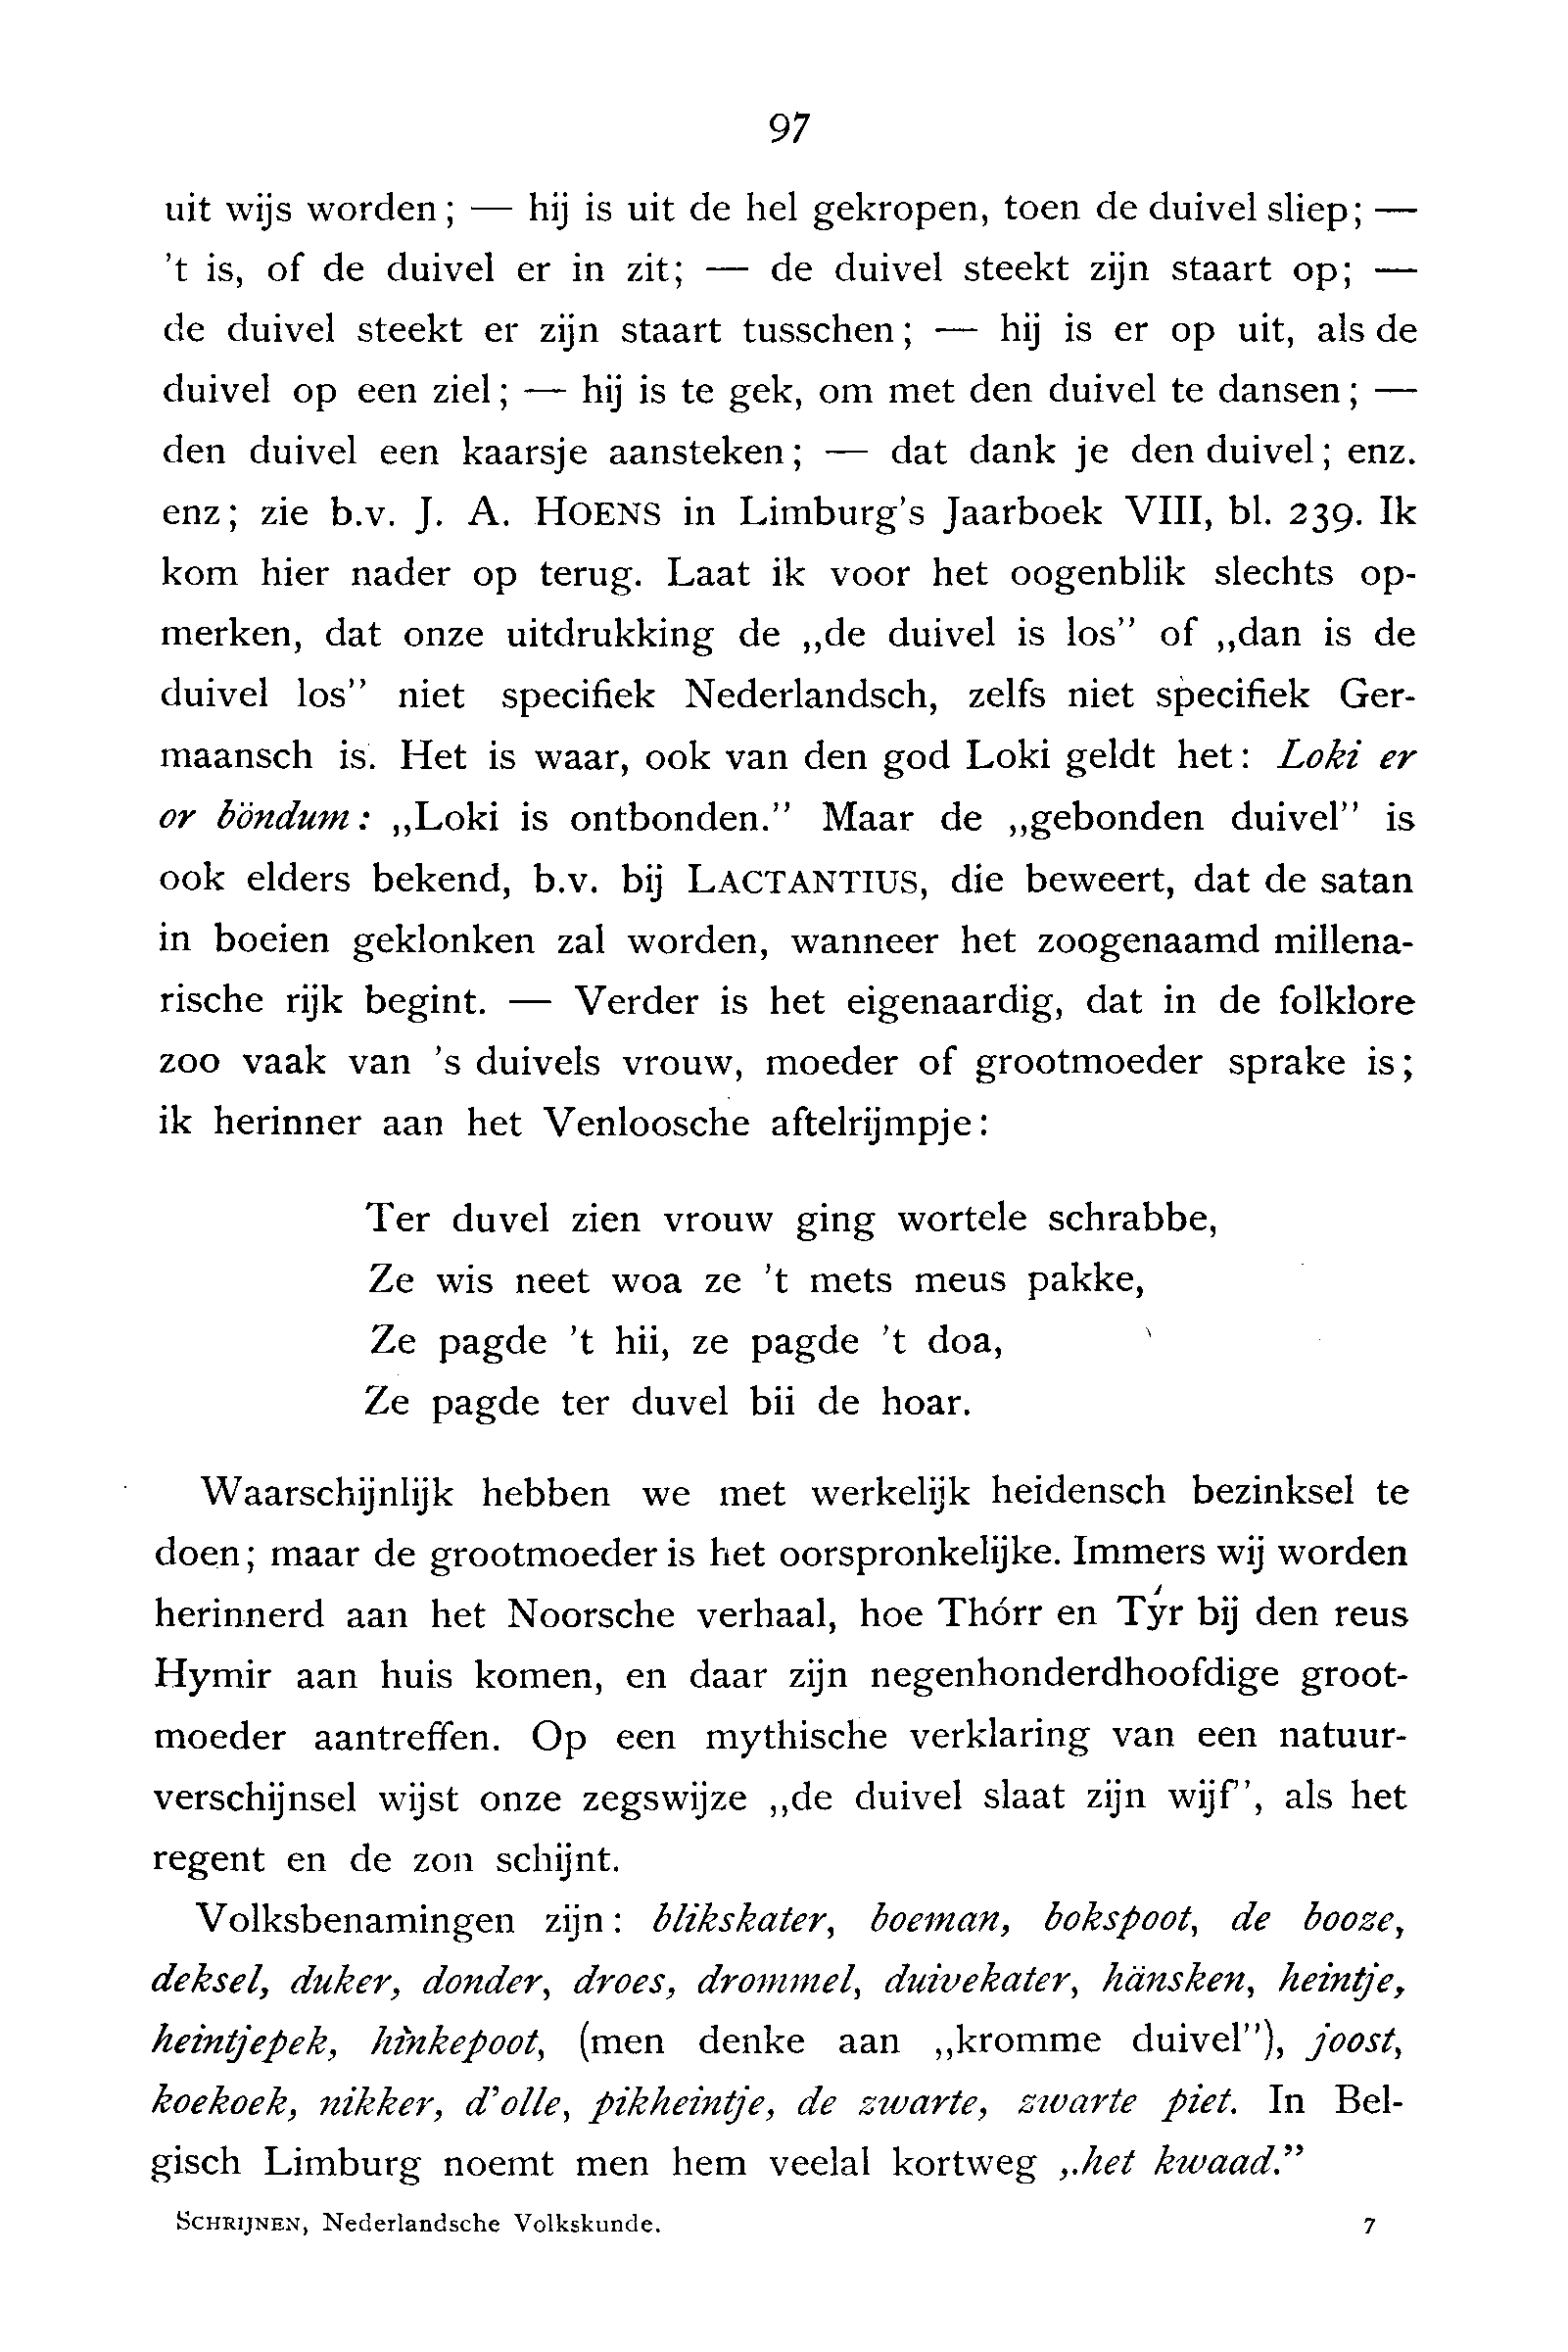 97
uit wijs worden; — hij is uit de hel gekropen, toen de duivel sliep; —
't is, of de duivel er in zit; — de duivel steekt zijn staart op; —
de duivel steekt er zijn staart tusschen; — hij is er op uit, als de
duivel op een ziel; — hij is te gek, om met den duivel te dansen; —
den duivel een kaarsje aansteken; — dat dank je den duivel; enz.
enz; zie b.v. J. A. HOENS in Limburg's Jaarboek VIII, bl. 239. Ik
kom hier nader op terug. Laat ik voor het oogenblik slechts op-
merken, dat onze uitdrukking de „de duivel is los” of „dan is de
duivel los” niet specifiek Nederlandsch, zelfs niet specifiek Ger-
maansch is. Het is waar, ook van den god Loki geldt het: Loki er
or böndum: „Loki is ontbonden.” Maar de „gebonden duivel” is
ook elders bekend, b.v. bij LACTANTIUS, die beweert, dat de satan
in boeien geklonken zal worden, wanneer het zoogenaamd millena-
rische rijk begint. — Verder is het eigenaardig, dat in de folklore
zoo vaak van 's duivels vrouw, moeder of grootmoeder sprake is;
ik herinner aan het Venloosche aftelrijmpje:
Ter duvel zien vrouw ging wortele schrabbe,
Ze wis neet woa ze 't mets meus pakke,
Ze pagde 't hii, ze pagde 't doa,
Ze pagde ter duvel bii de hoar.
Waarschijnlijk hebben we met werkelijk heidensch bezinksel te
doen; maar de grootmoeder is het oorspronkelijke. Immers wij worden
herinnerd aan het Noorsche verhaal, hoe Thórr en Týr bij den reus
Hymir aan huis komen, en daar zijn negenhonderdhoofdige groot-
moeder aantreffen. Op een mythische verklaring van een natuur-
verschijnsel wijst onze zegswijze „de duivel slaat zijn wijf”, als het
regent en de zon schijnt.
Volksbenamingen zijn: blikskater, boeman, bokspoot, de booze,
deksel, duker, donder, droes, drommel, duivekater, hänsken, heintje,
heintjepek, hinkepoot, (men denke aan „kromme duivel”), joost,
koekoek, nikker, d'olle, pikheintje, de zwarte, zwarte piet. In Bel-
gisch Limburg noemt men hem veelal kortweg „het kwaad.”
SCHRIJNEN, Nederlandsche Volkskunde. 7